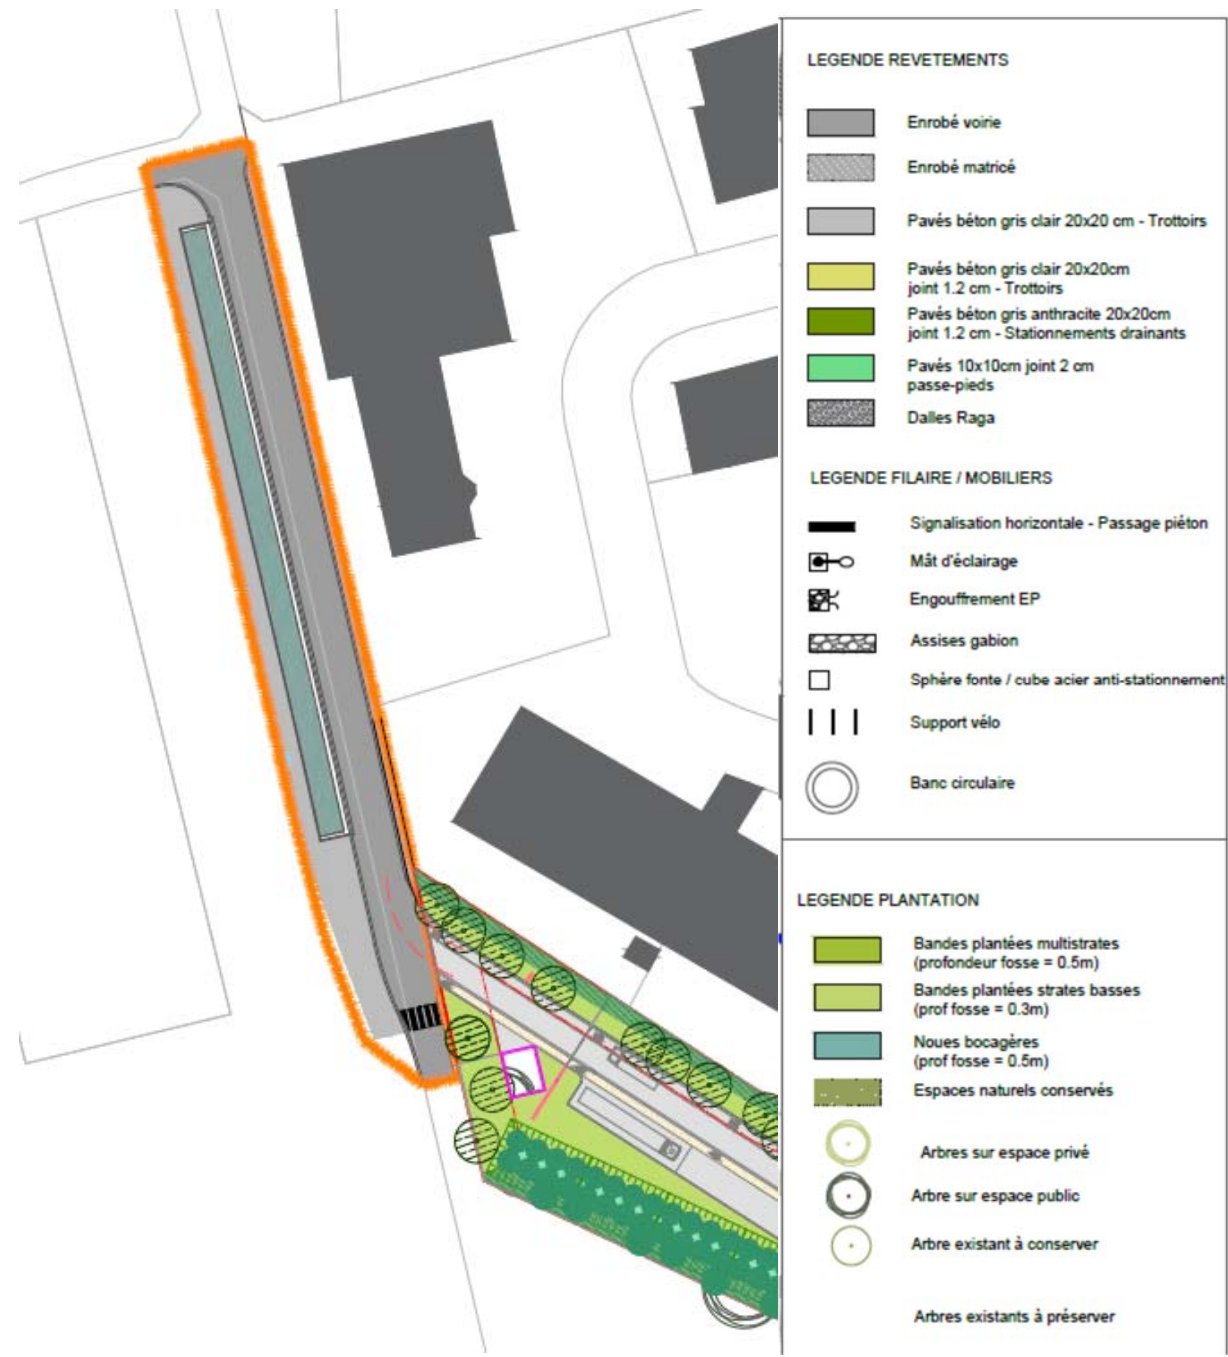 LEGENDE REVETEMENTS
Enrobé voirie
Enrobé matricé
Pavés béton gris clair 20x20 cm - Trottoirs
Pavés béton gris clair 20x20cm
joint 1.2 cm - Trottoirs
Pavés béton gris anthracite 20x20cm
joint 1.2 cm - Stationnements drainants
Pavés 10x10cm joint 2 cm
passe-pieds
Dalles Raga
LEGENDE FILAIRE / MOBILIERS
Signalisation horizontale - Passage piéton
Mât d'éclairage
Engouffrement EP
Assises gabion
Sphère fonte / cube acier anti-stationnement
Support vélo
Banc circulaire
LEGENDE PLANTATION
Bandes plantées multistrates
(profondeur fosse = 0.5m)
Bandes plantées strates basses
(prof fosse = 0.3m)
Noues bocagères
(prof fosse = 0.5m)
Espaces naturels conservés
Arbres sur espace privé
Arbre sur espace public
Arbre existant à conserver
Arbres existants à préserver